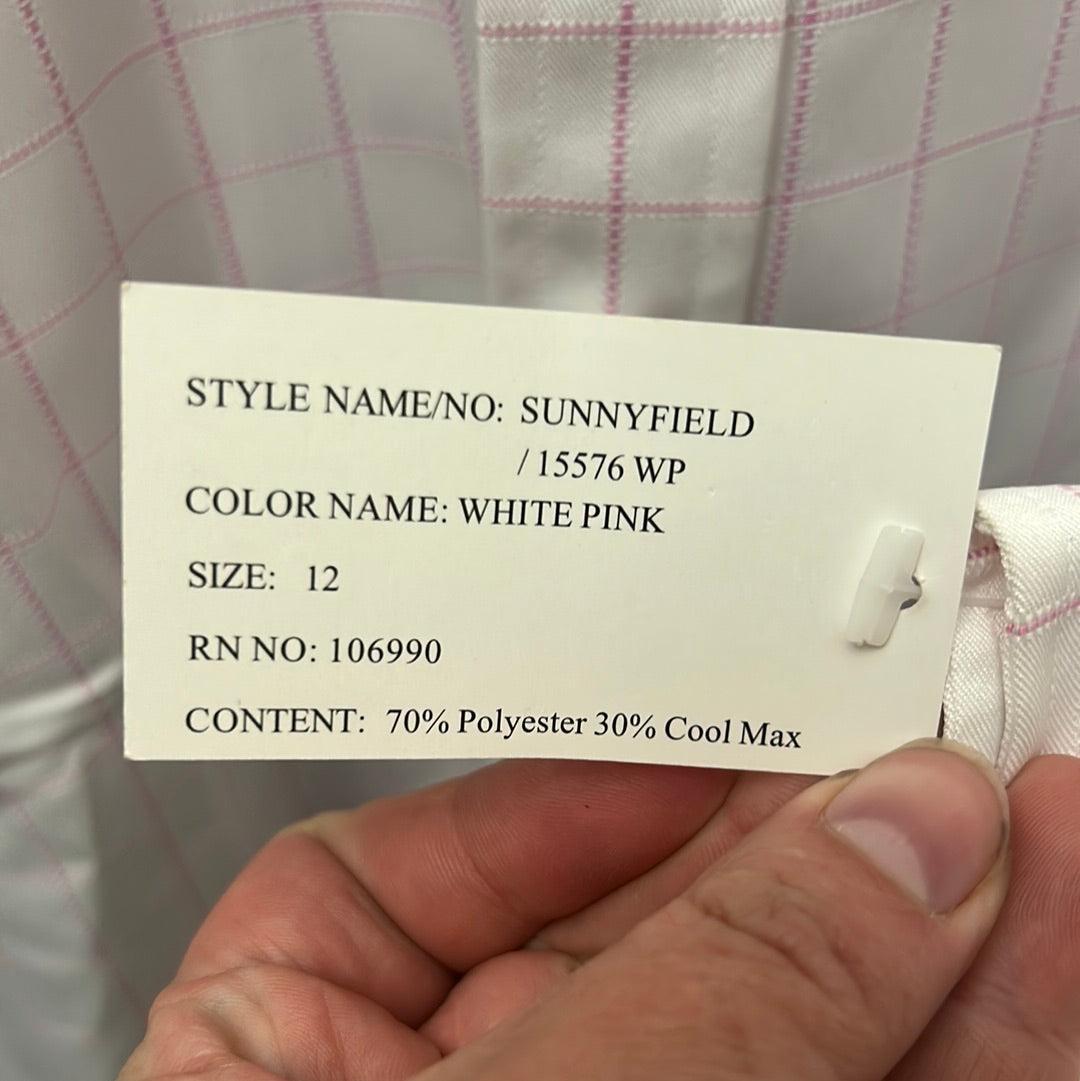 STYLE NAME/NO: SUNNYFIELD
/ 15576 WP
COLOR NAME: WHITE PINK
SIZE: 12
RN NO: 106990
CONTENT: 70% Polyester 30% Cool Max